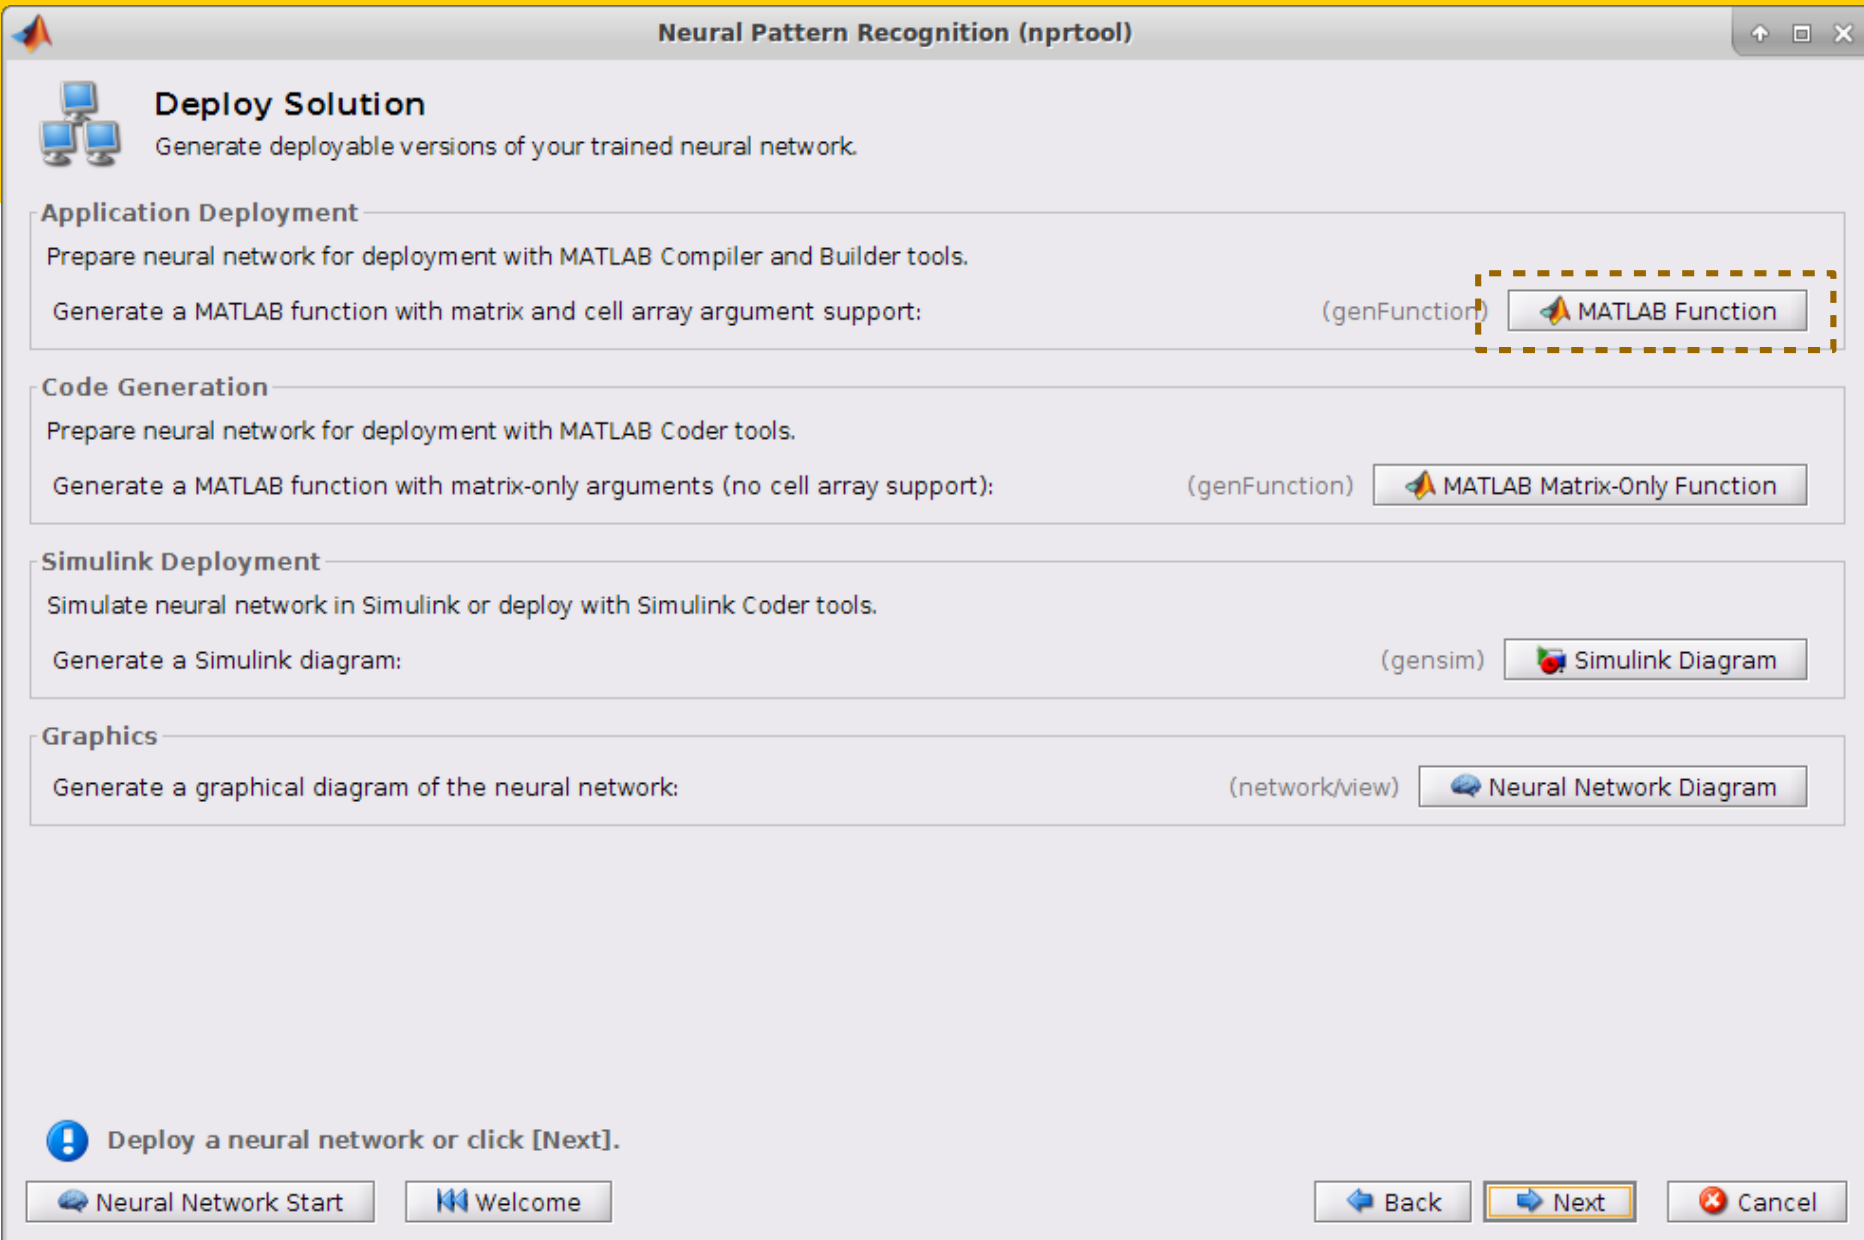 Neural Pattern Recognition (nprtool)
Deploy Solution
Generate deployable versions of your trained neural network.
Application Deployment
Prepare neural network for deployment with MATLAB Compiler and Builder tools.
Generate a MATLAB function with matrix and cell array argument support: (genFunction) MATLAB Function
Code Generation
Prepare neural network for deployment with MATLAB Coder tools.
Generate a MATLAB function with matrix-only arguments (no cell array support): (genFunction) MATLAB Matrix-Only Function
Simulink Deployment
Simulate neural network in Simulink or deploy with Simulink Coder tools.
Generate a Simulink diagram: (gensim) Simulink Diagram
Graphics
Generate a graphical diagram of the neural network: (network/view) Neural Network Diagram
Deploy a neural network or click [Next].
Neural Network Start Welcome Back Next Cancel